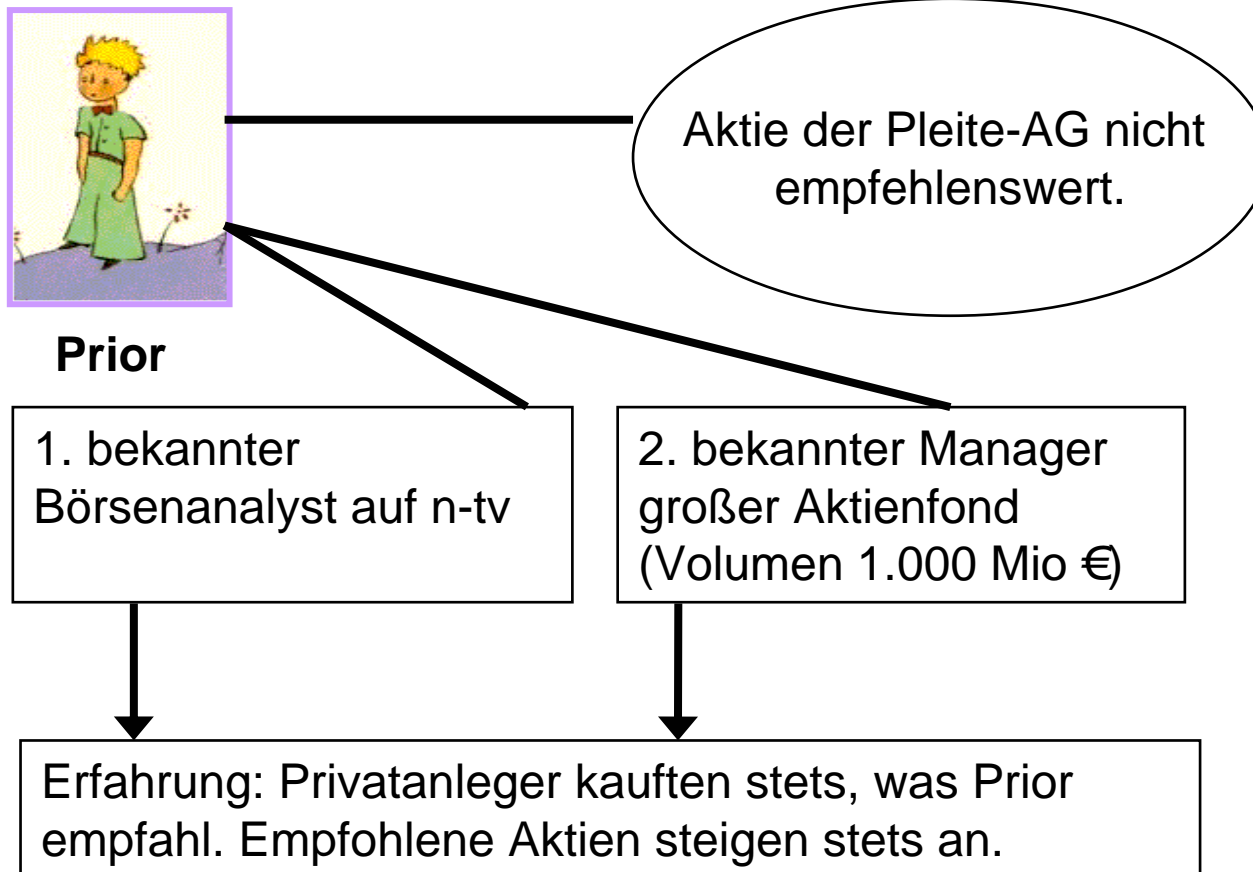 Aktie der Pleite-AG nicht
empfehlenswert.
Prior
1. bekannter
Börsenanalyst auf n-tv
2. bekannter Manager
großer Aktienfond
(Volumen 1.000 Mio €)
Erfahrung: Privatanleger kauften stets, was Prior
empfahl. Empfohlene Aktien steigen stets an.